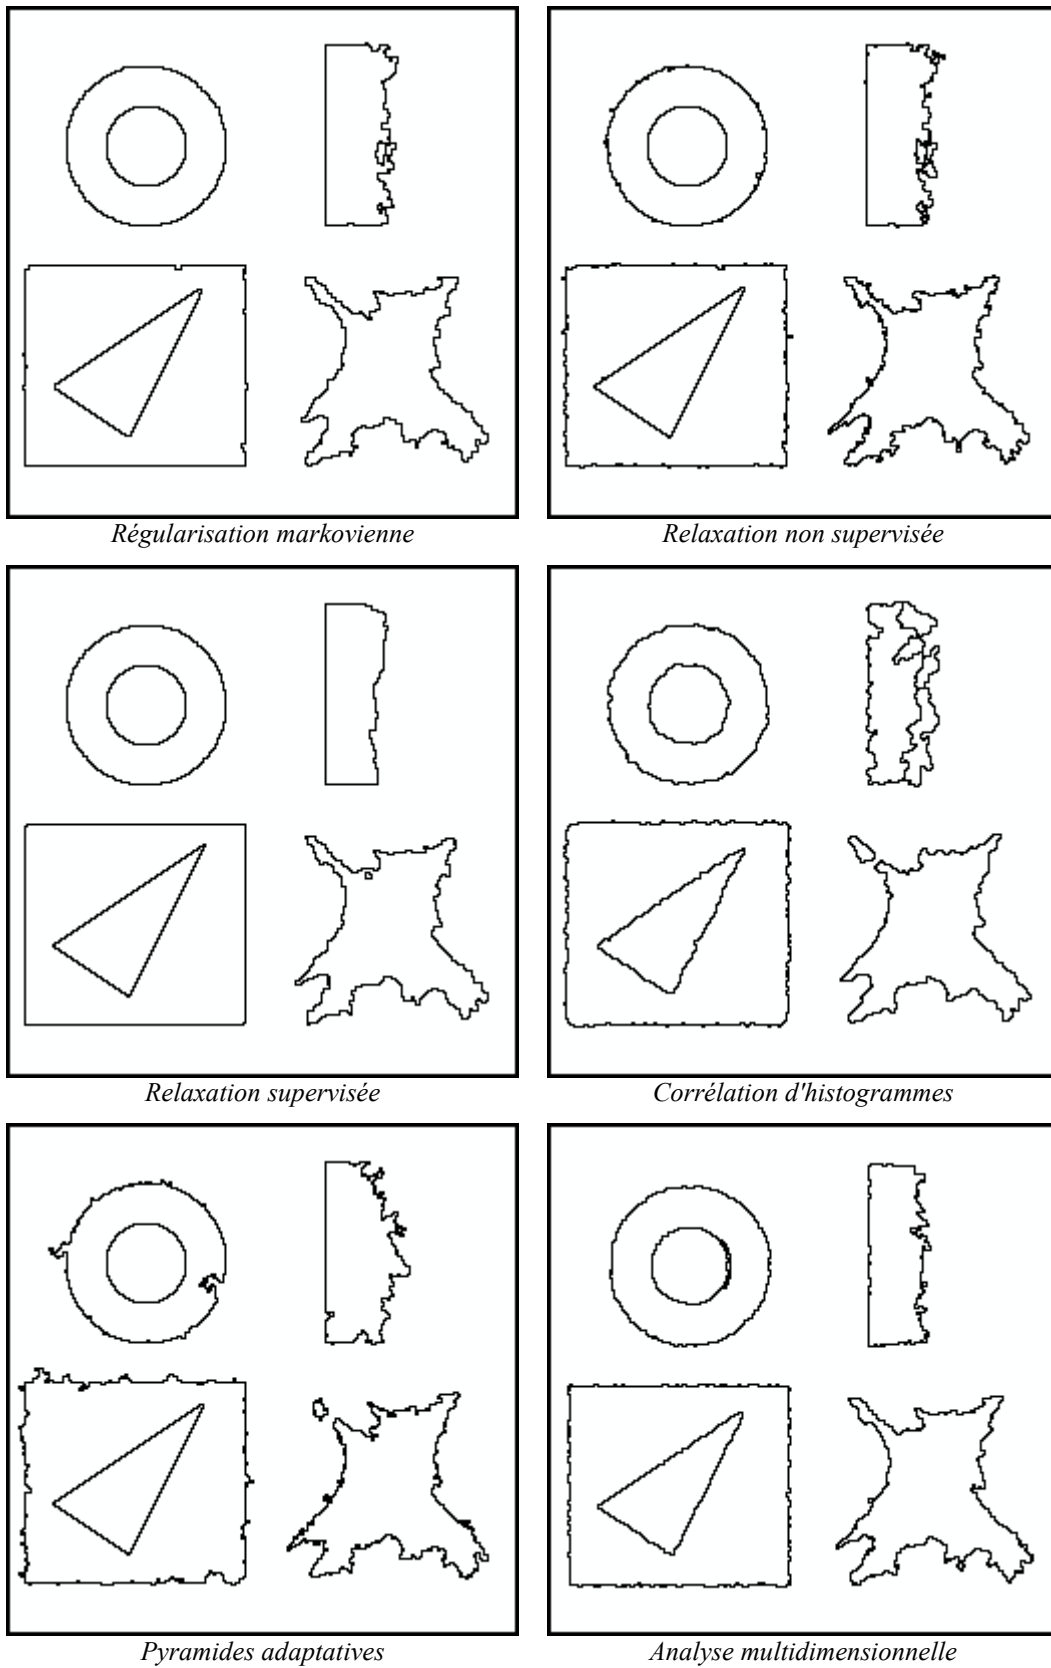 Régularisation markovienne
Relaxation non supervisée
Relaxation supervisée
Corrélation d'histogrammes
Pyramides adaptatives
Analyse multidimensionnelle